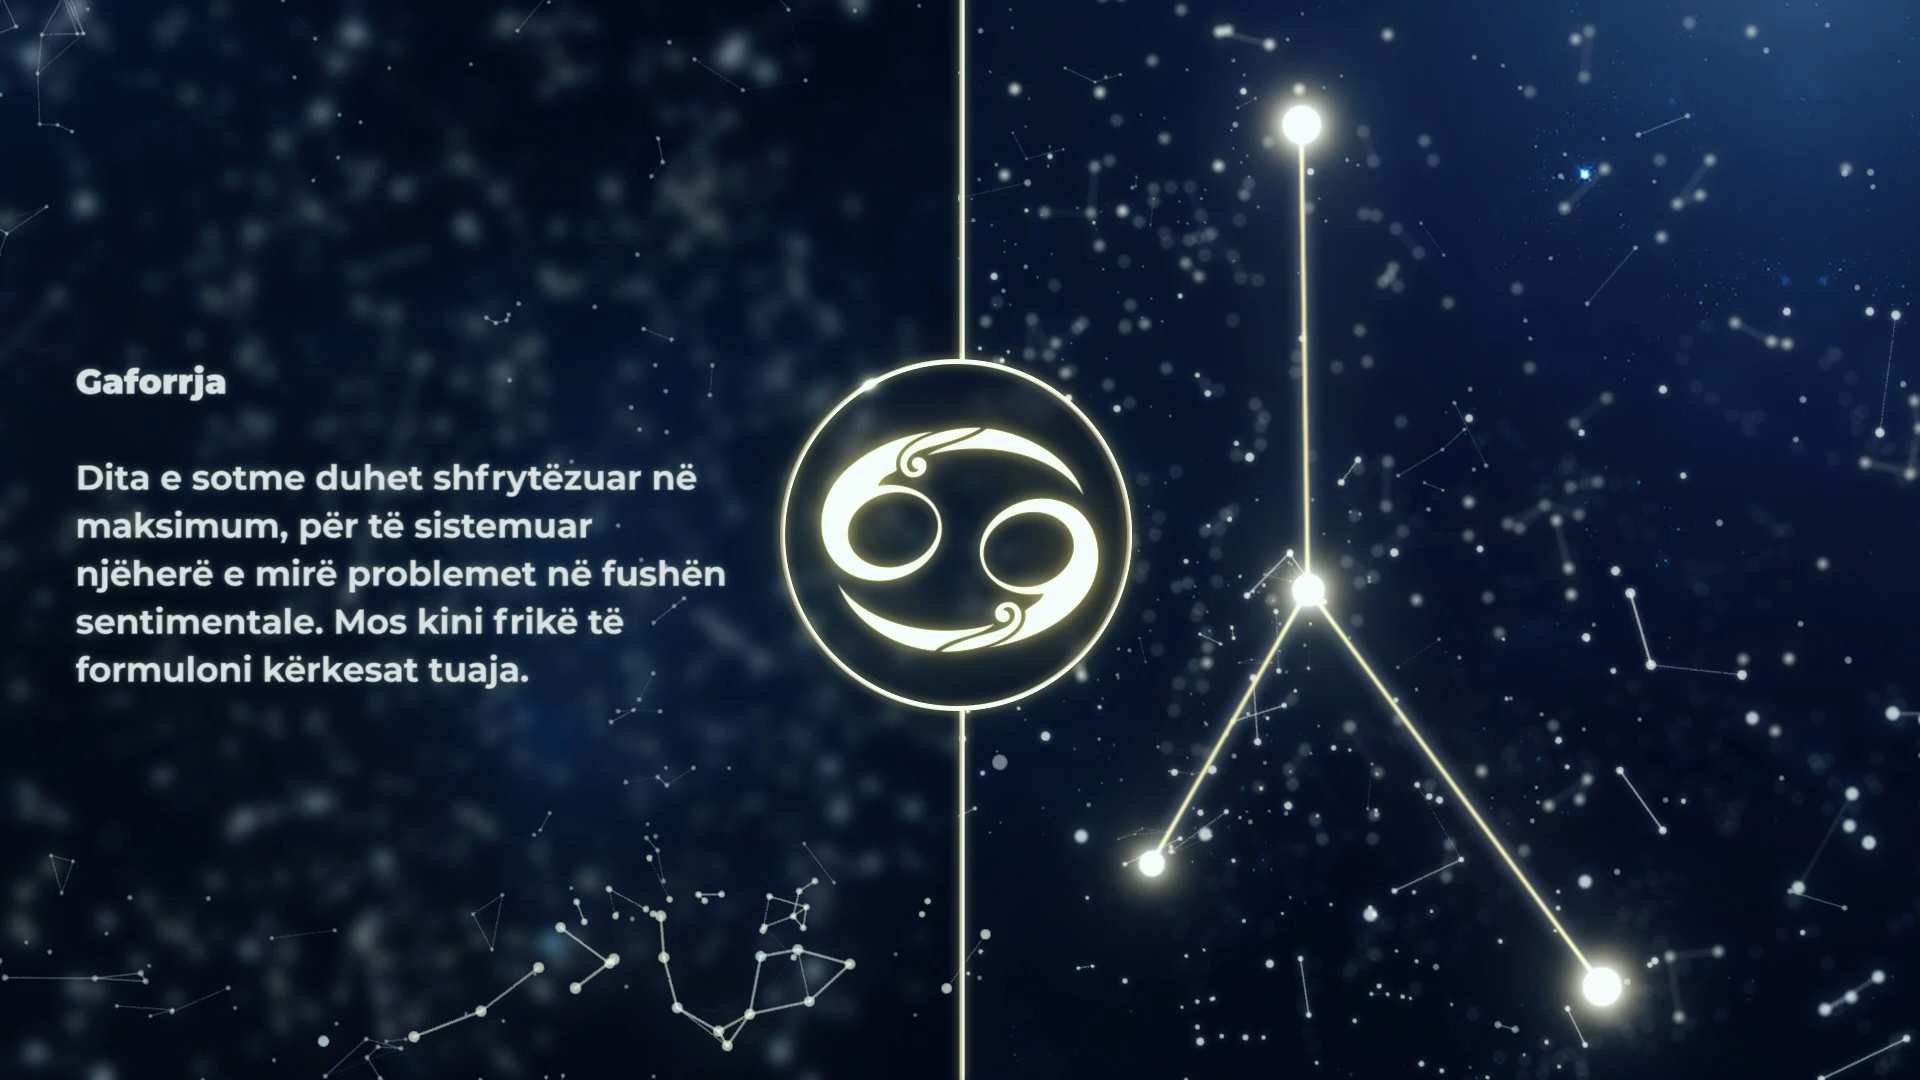 Gaforrja
Dita e sotme duhet shfrytëzuar në
maksimum, për të sistemuar
njëherë e mirë problemet në fushën
sentimentale. Mos kini frikë të
formuloni kërkesat tuaja.